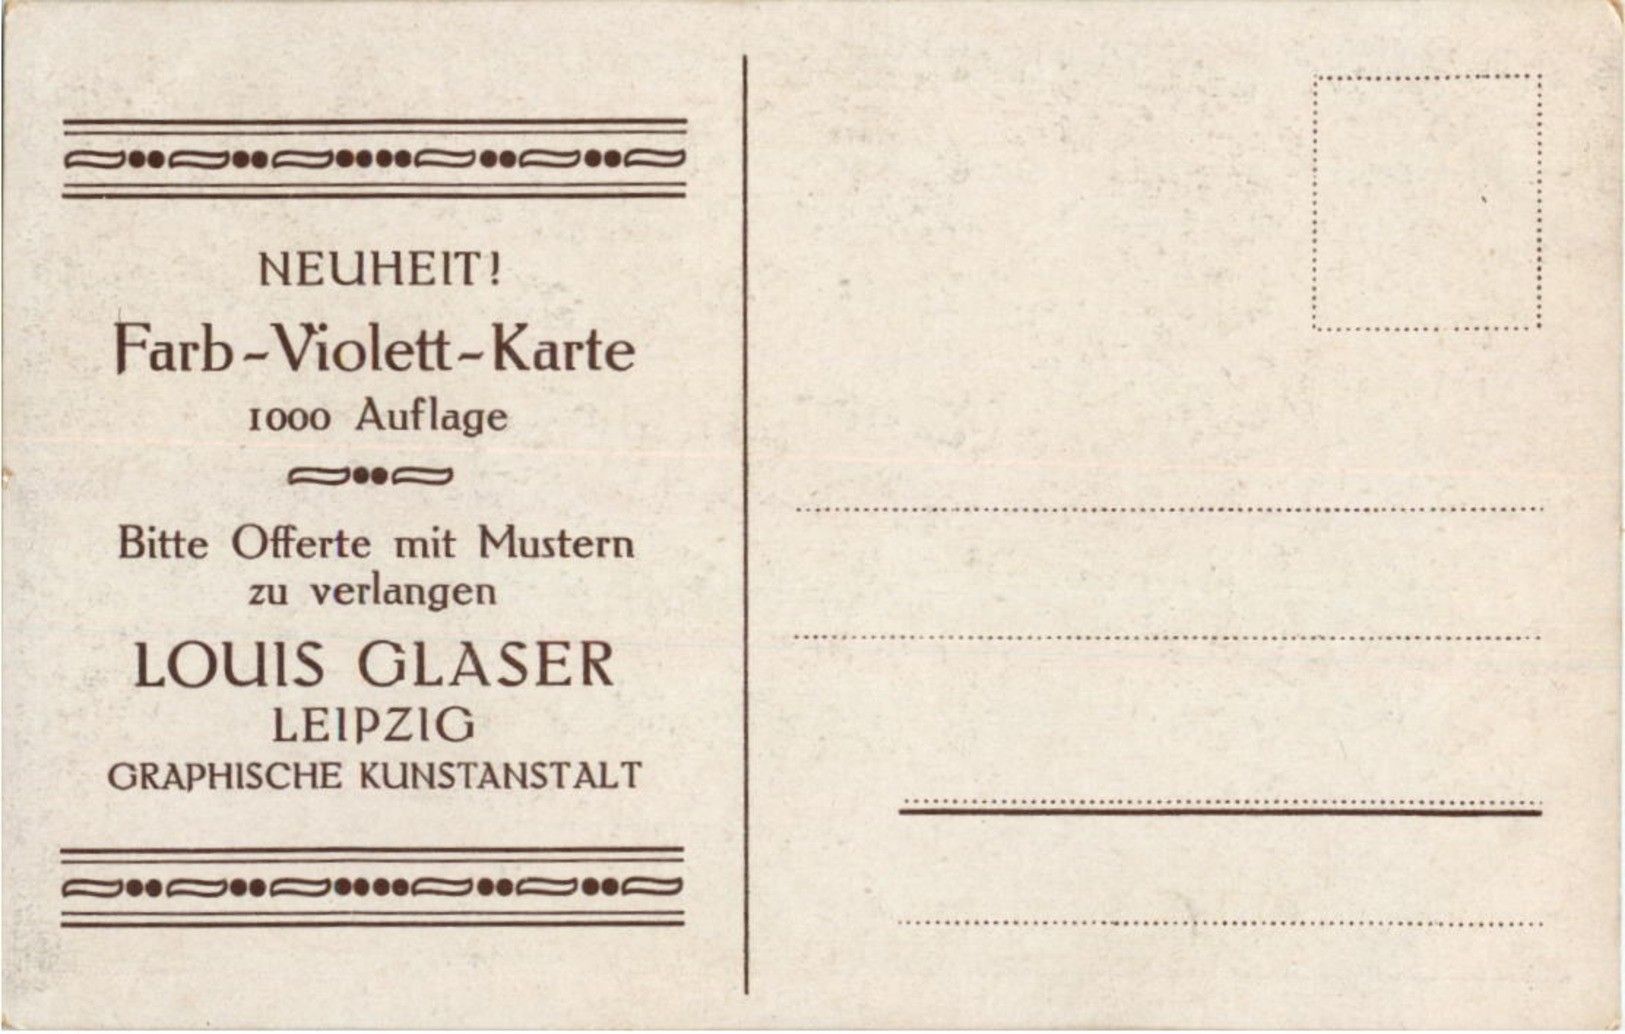 NEUHEIT!
Farb-Violett-Karte
1000 Auflage
Bitte Offerte mit Mustern
zu verlangen
LOUIS GLASER
LEIPZIG
GRAPHISCHE KUNSTANSTALT